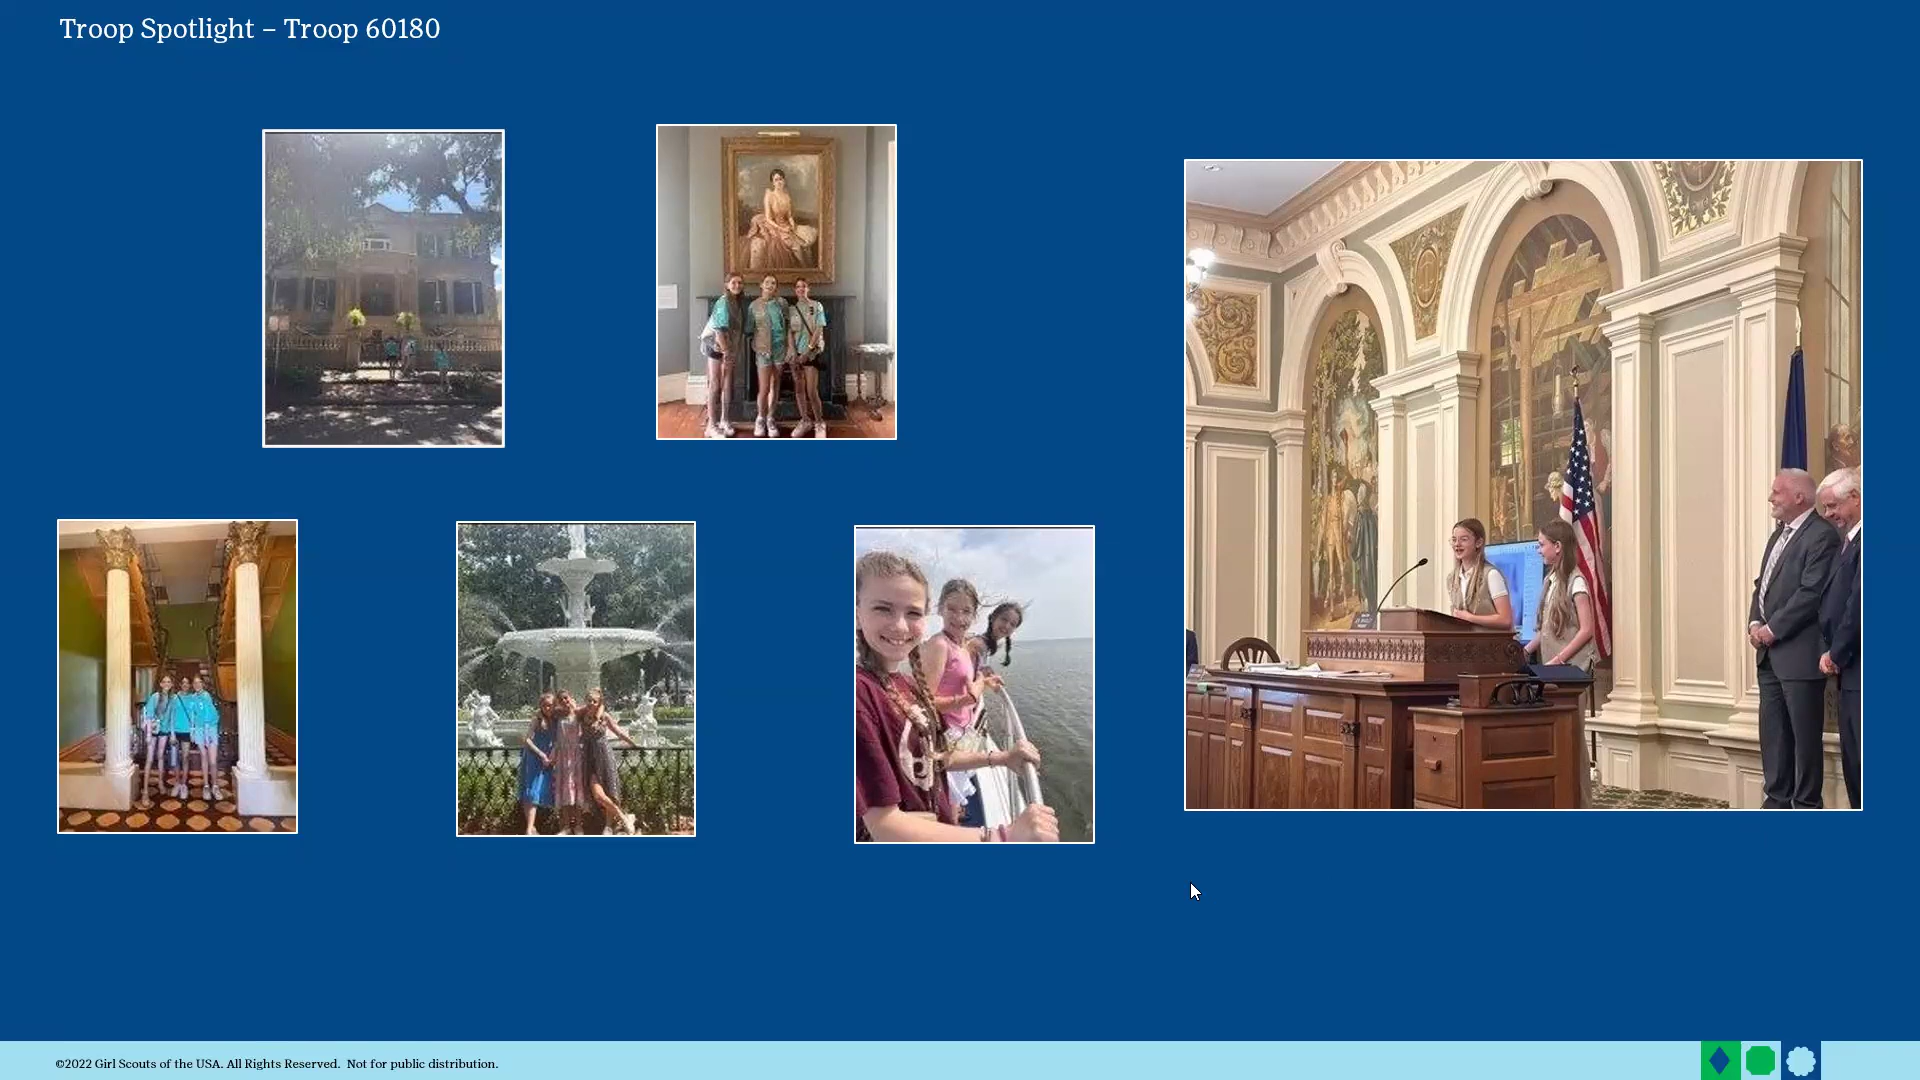 Troop Spotlight – Troop 60180
©2022 Girl Scouts of the USA. All Rights Reserved. Not for public distribution.